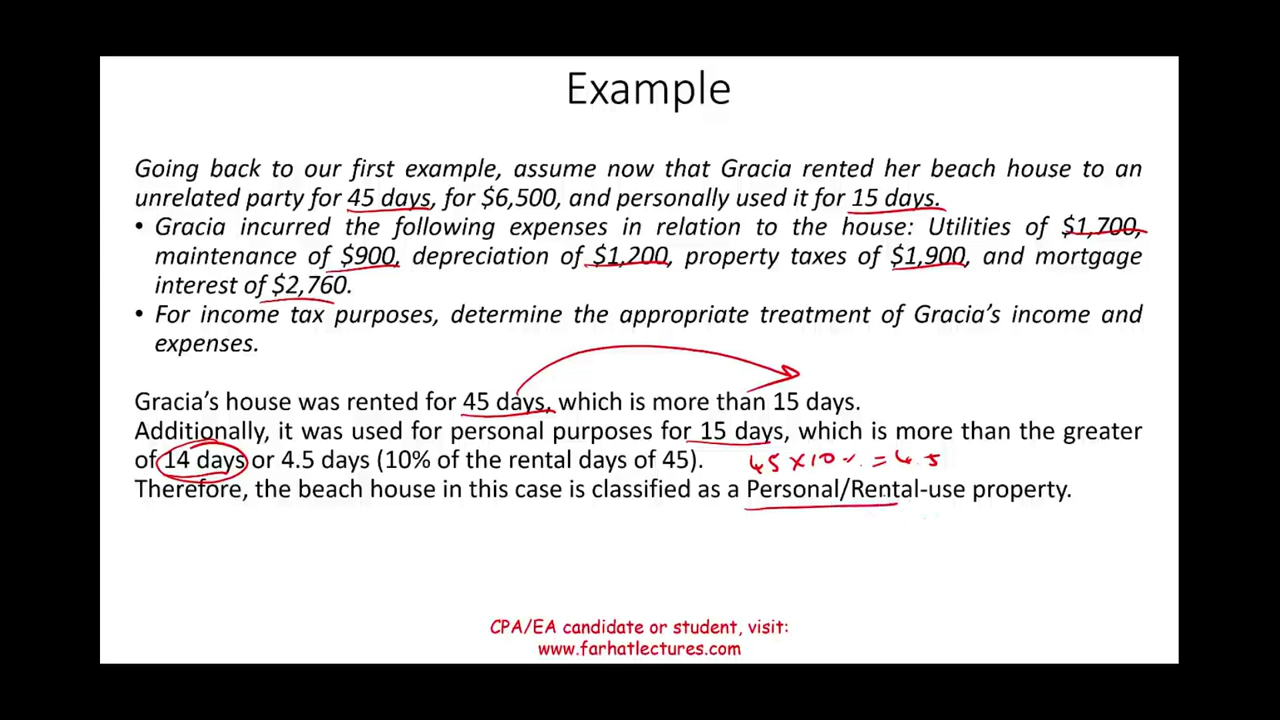 Example
Going back to our first example, assume now that Gracia rented her beach house to an
unrelated party for 45 days, for $6,500, and personally used it for 15 days.
• Gracia incurred the following expenses in relation to the house: Utilities of $1,700,
maintenance of $900, depreciation of $1,200, property taxes of $1,900, and mortgage
interest of $2,760.
• For income tax purposes, determine the appropriate treatment of Gracia's income and
expenses.
Gracia's house was rented for 45 days, which is more than 15 days.
Additionally, it was used for personal purposes for 15 days, which is more than the greater
of 14 days or 4.5 days (10% of the rental days of 45).
45 x 10% = 4.5
Therefore, the beach house in this case is classified as a Personal/Rental-use property.
CPA/EA candidate or student, visit:
www.farhatlectures.com